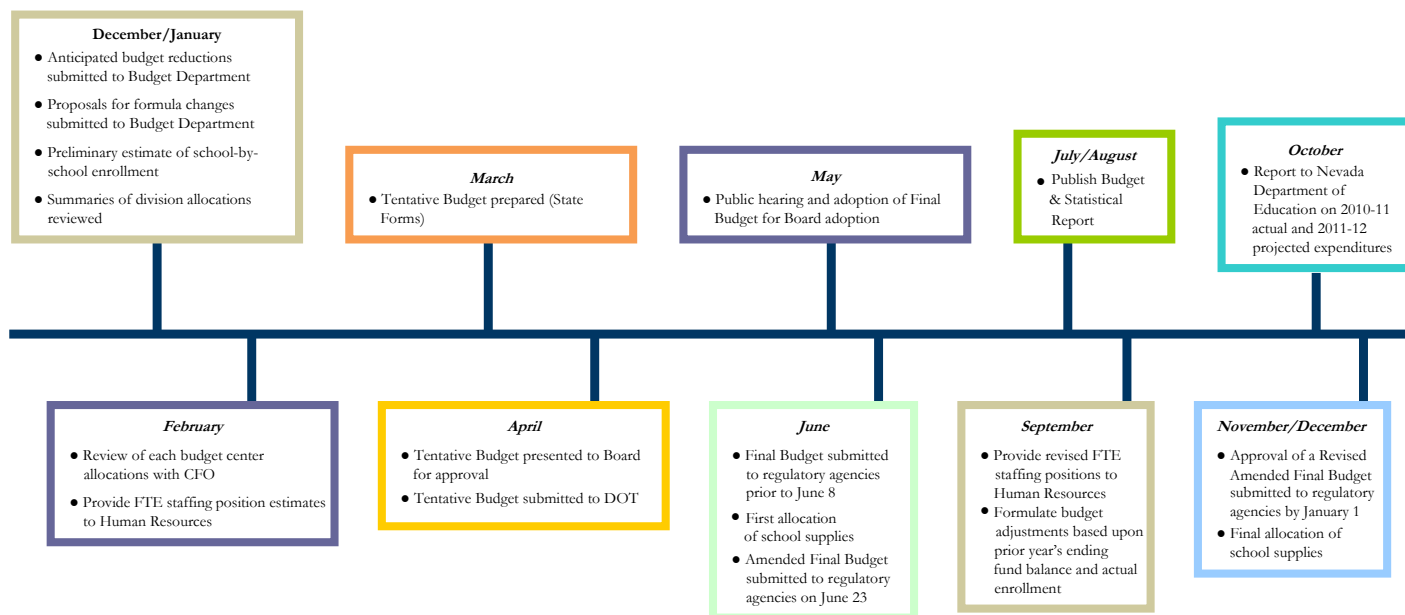 December/January
● Anticipated budget reductions
submitted to Budget Department
● Proposals for formula changes
submitted to Budget Department
● Preliminary estimate of school-by-
school enrollment
● Summaries of division allocations
reviewed
March
● Tentative Budget prepared (State
Forms)
May
● Public hearing and adoption of Final
Budget for Board adoption
July/August
● Publish Budget
& Statistical
Report
October
● Report to Nevada
Department of
Education on 2010-11
actual and 2011-12
projected expenditures
February
● Review of each budget center
allocations with CFO
● Provide FTE staffing position estimates
to Human Resources
April
● Tentative Budget presented to Board
for approval
● Tentative Budget submitted to DOT
June
● Final Budget submitted
to regulatory agencies
prior to June 8
● First allocation
of school supplies
● Amended Final Budget
submitted to regulatory
agencies on June 23
September
● Provide revised FTE
staffing positions to
Human Resources
● Formulate budget
adjustments based upon
prior year's ending
fund balance and actual
enrollment
November/December
● Approval of a Revised
Amended Final Budget
submitted to regulatory
agencies by January 1
● Final allocation of
school supplies